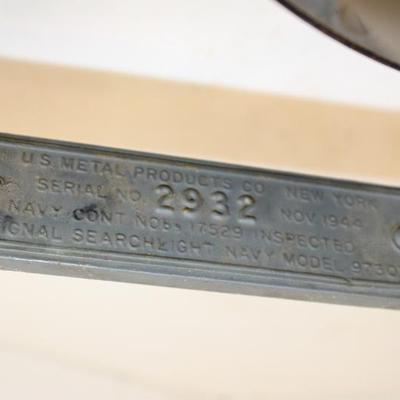 U.S. METAL PRODUCTS CO NEW YORK
SERIAL NO. 2932 NOV 1944
NAVY CONT NOBs 17529 INSPECTED
SIGNAL SEARCHLIGHT NAVY MODEL 9730